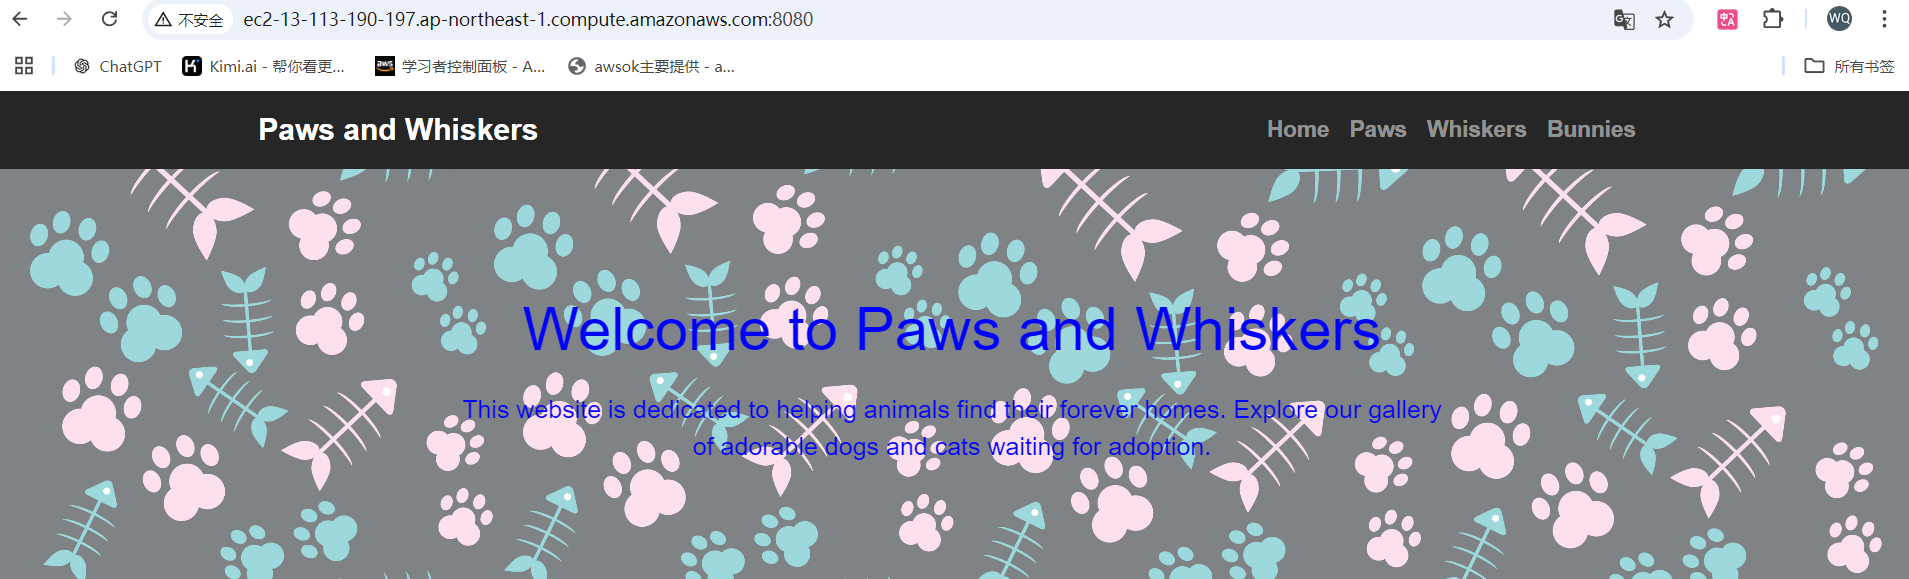 不安全 ec2-13-113-190-197.ap-northeast-1.compute.amazonaws.com:8080 WQ
ChatGPT Kimi.ai - 帮你看更... 学习者控制面板 - A... awsok主要提供 - a... 所有书签
Paws and Whiskers Home Paws Whiskers Bunnies
Welcome to Paws and Whiskers
This website is dedicated to helping animals find their forever homes. Explore our gallery
of adorable dogs and cats waiting for adoption.